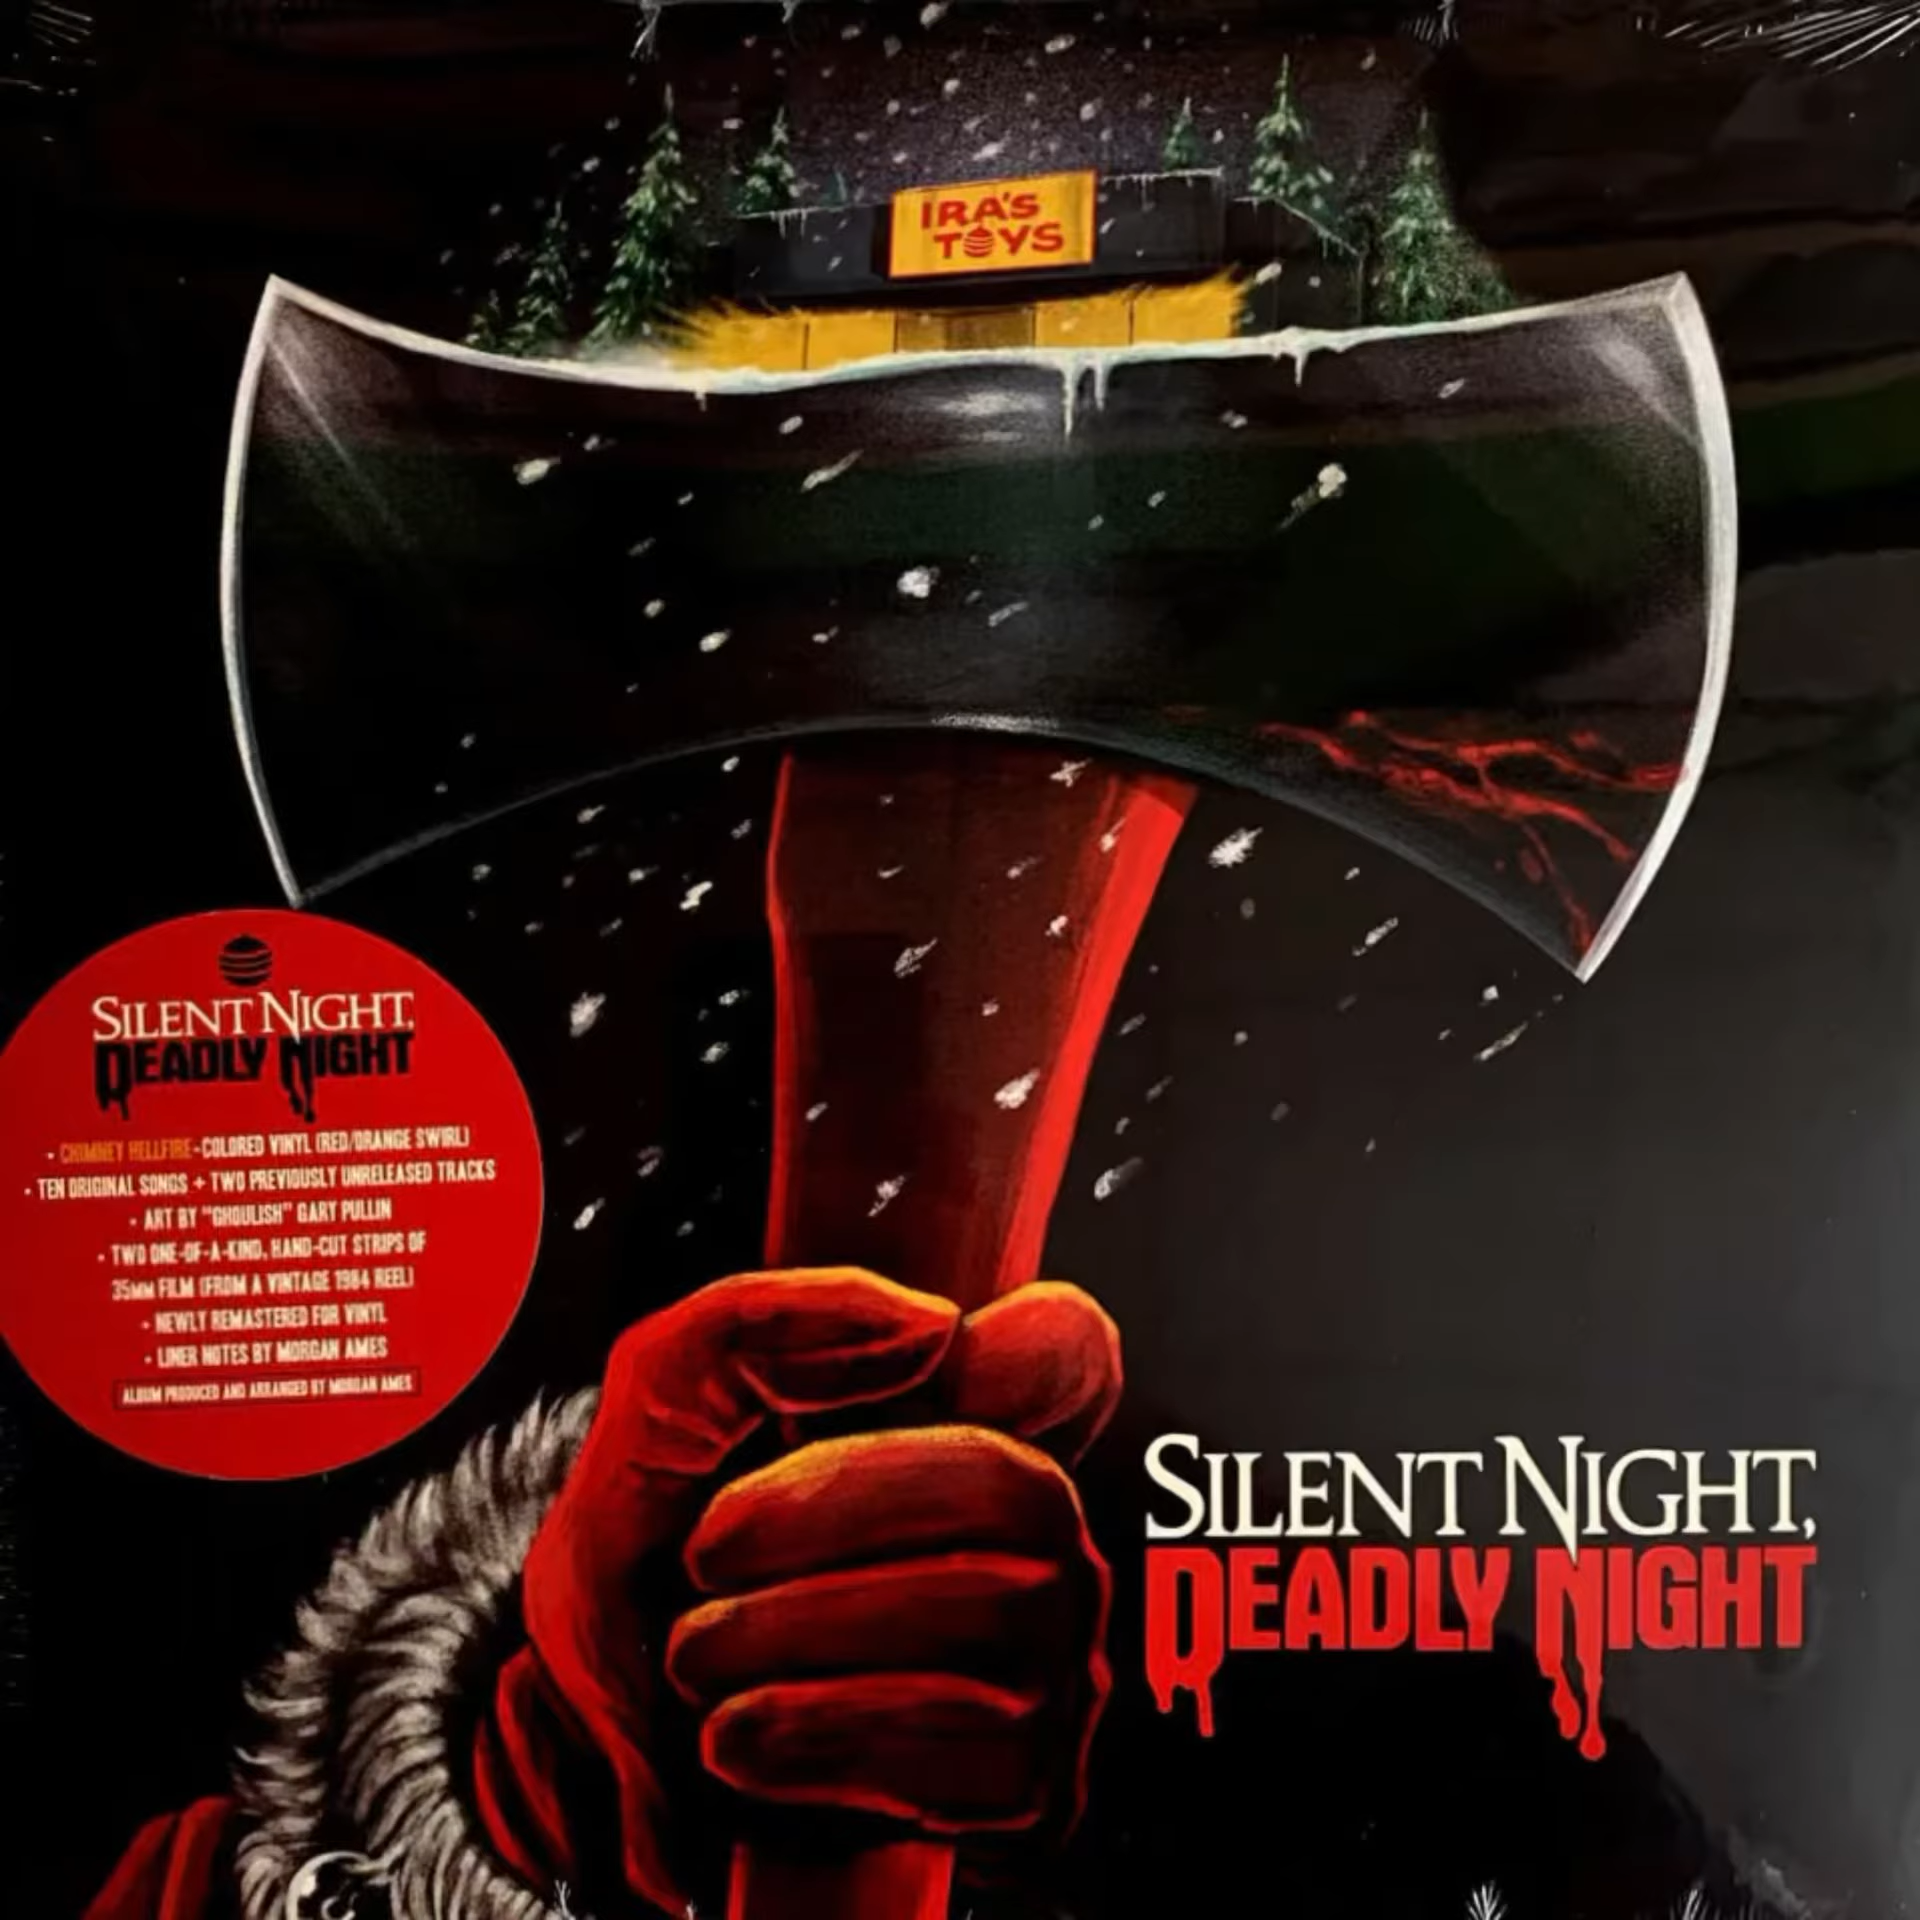 IRA'S
TOYS
SILENT NIGHT,
DEADLY NIGHT
• CHIMNEY HELLFIRE-COLORED VINYL (RED/ORANGE SWIRL)
• TEN ORIGINAL SONGS + TWO PREVIOUSLY UNRELEASED TRACKS
• ART BY "GHOULISH" GARY PULLIN
• TWO ONE-OF-A-KIND, HAND-CUT STRIPS OF
35MM FILM (FROM A VINTAGE 1984 REEL)
• NEWLY REMASTERED FOR VINYL
• LINER NOTES BY MORGAN AMES
ALBUM PRODUCED AND ARRANGED BY MORGAN AMES
SILENT NIGHT,
DEADLY NIGHT